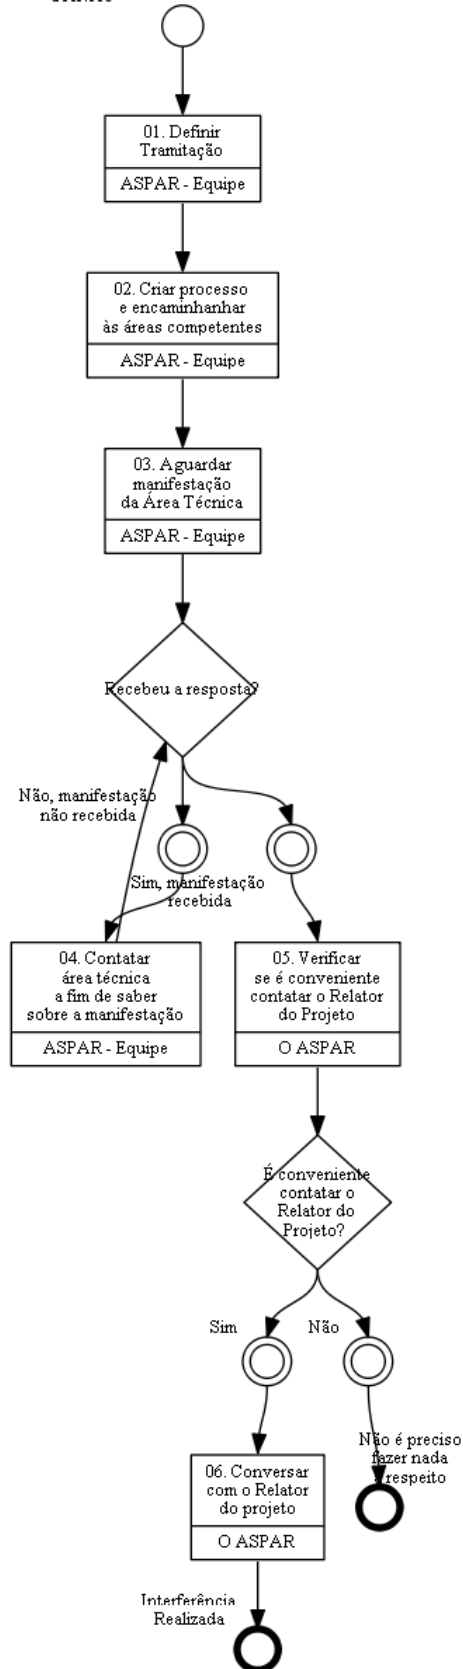 01. Definir
Tramitação
ASPAR - Equipe
02. Criar processo
e encaminhanhar
às áreas competentes
ASPAR - Equipe
03. Aguardar
manifestação
da Área Técnica
ASPAR - Equipe
Recebeu a resposta?
Não, manifestação
não recebida
Sim, manifestação
recebida
04. Contatar
área técnica
a fim de saber
sobre a manifestação
ASPAR - Equipe
05. Verificar
se é conveniente
contatar o Relator
do Projeto
O ASPAR
É conveniente
contatar o
Relator do
Projeto?
Sim
Não
Não é preciso
fazer nada
respeito
06. Conversar
com o Relator
do projeto
O ASPAR
Interferência
Realizada